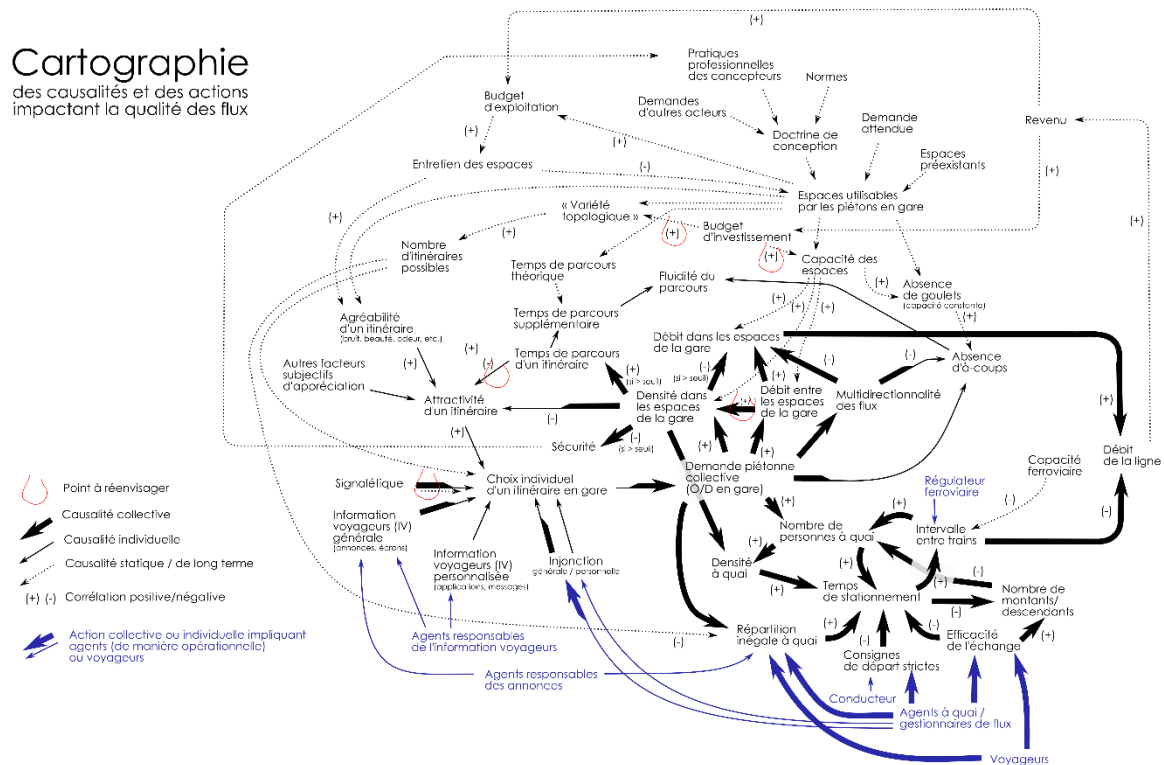 Cartographie
des causalités et des actions
impactant la qualité des flux
(+)
Pratiques
professionnelles
des concepteurs
Normes
Budget
d'exploitation
Demandes
d'autres acteurs
Demande
attendue
Revenu
Doctrine de
conception
(+)
(+)
Espaces
préexistants
Entretien des espaces
(-)
(+)
Espaces utilisables
par les piétons en gare
« Variété
topologique »
(+)
(+)
(+)
Budget
d'investissement
(+)
(+)
Nombre
d'itinéraires
possibles
Temps de parcours
théorique
Fluidité du
parcours
Capacité des
espaces
(+)
Absence
de goulets
(capacité constante)
(+)
Agréabilité
d'un itinéraire
(bruit, beauté, odeur, etc.)
Temps de parcours
supplémentaire
(+)
(+)
(+)
Débit dans les espaces
de la gare
Absence
d'à-coups
(+)
(+)
(-)
Temps de parcours
d'un itinéraire
Autres facteurs
subjectifs
d'appréciation
(+)
(si > seuil)
(-)
(si > seuil)
(+)
(-)
(-)
Attractivité
d'un itinéraire
(-)
Densité dans
les espaces
de la gare
(+)
Débit entre
les espaces
de la gare
Multidirectionnalité
des flux
(+)
(+)
Sécurité
(-)
(si > seuil)
(+)
(+)
Débit
de la ligne
Signalétique
Choix individuel
d'un itinéraire en gare
Demande piétonne
collective
(O/D en gare)
Capacité
ferroviaire
Régulateur
ferroviaire
(-)
(-)
Information
voyageurs (IV)
générale
(annonces, écrans)
Information
voyageurs (IV)
personnalisée
(applications, messages)
Injonction
générale / personnelle
(+)
Nombre de
personnes à quai
(+)
Intervalle
entre trains
Densité
à quai
(+)
(+)
(+)
(+)
(-)
Temps
de stationnement
(-)
Nombre de
montants/
descendants
Agents responsables
de l'information voyageurs
(-)
Répartition
inégale à quai
(+)
(-)
(-)
Efficacité
de l'échange
(+)
Consignes
de départ strictes
Agents responsables
des annonces
Conducteur
Agents à quai /
gestionnaires de flux
Voyageurs
Point à réenvisager
Causalité collective
Causalité individuelle
Causalité statique / de long terme
(+) (-) Corrélation positive/négative
Action collective ou individuelle impliquant
agents (de manière opérationnelle)
ou voyageurs